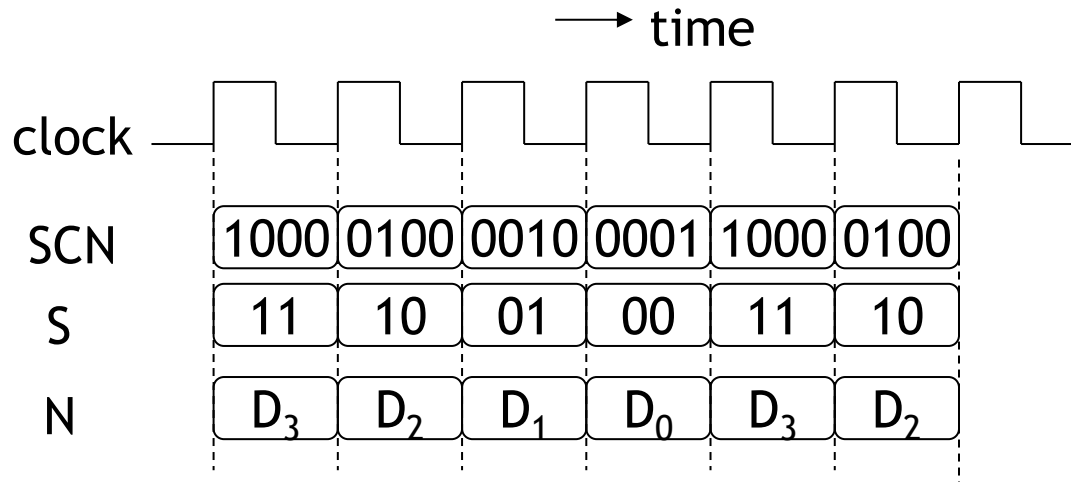 time
clock
SCN 1000 0100 0010 0001 1000 0100
S 11 10 01 00 11 10
N D₃ D₂ D₁ D₀ D₃ D₂